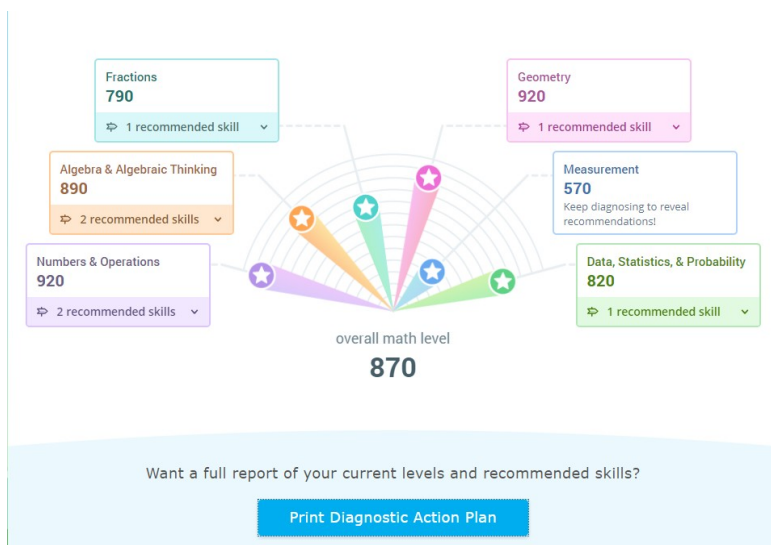 Fractions
790
1 recommended skill
Geometry
920
1 recommended skill
Algebra & Algebraic Thinking
890
2 recommended skills
Measurement
570
Keep diagnosing to reveal
recommendations!
Numbers & Operations
920
2 recommended skills
Data, Statistics, & Probability
820
1 recommended skill
overall math level
870
Want a full report of your current levels and recommended skills?
Print Diagnostic Action Plan